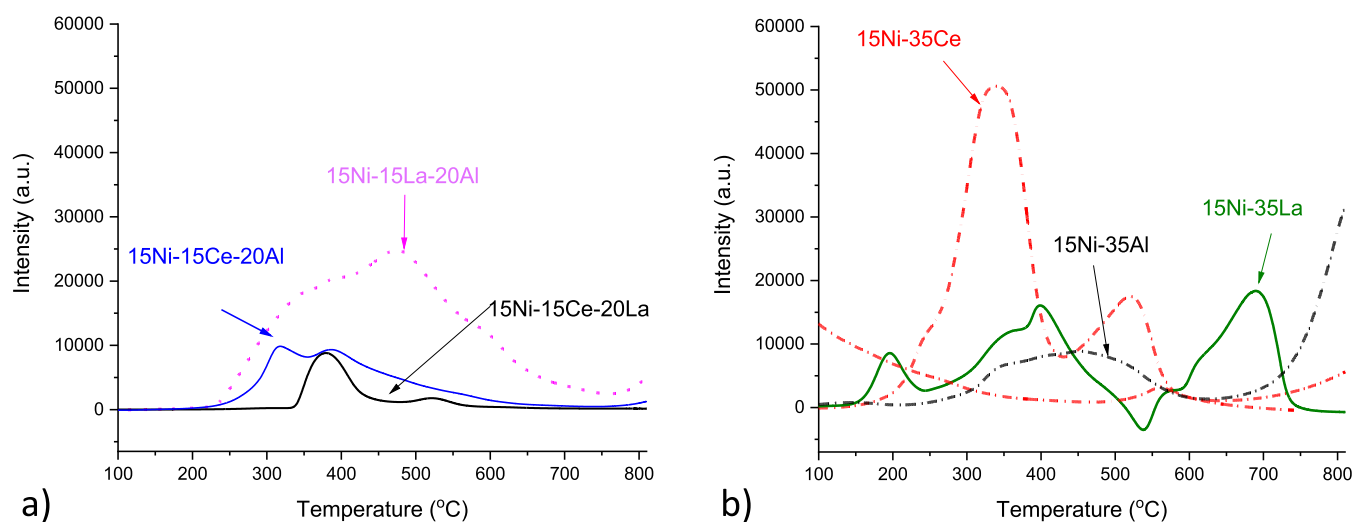 60000
50000
40000
30000
20000
10000
0
Intensity (a.u.)
15Ni-15La-20Al
15Ni-15Ce-20Al
15Ni-15Ce-20La
100 200 300 400 500 600 700 800
Temperature (°C)
a)
60000
50000
40000
30000
20000
10000
0
Intensity (a.u.)
15Ni-35Ce
15Ni-35La
15Ni-35Al
100 200 300 400 500 600 700 800
Temperature (°C)
b)